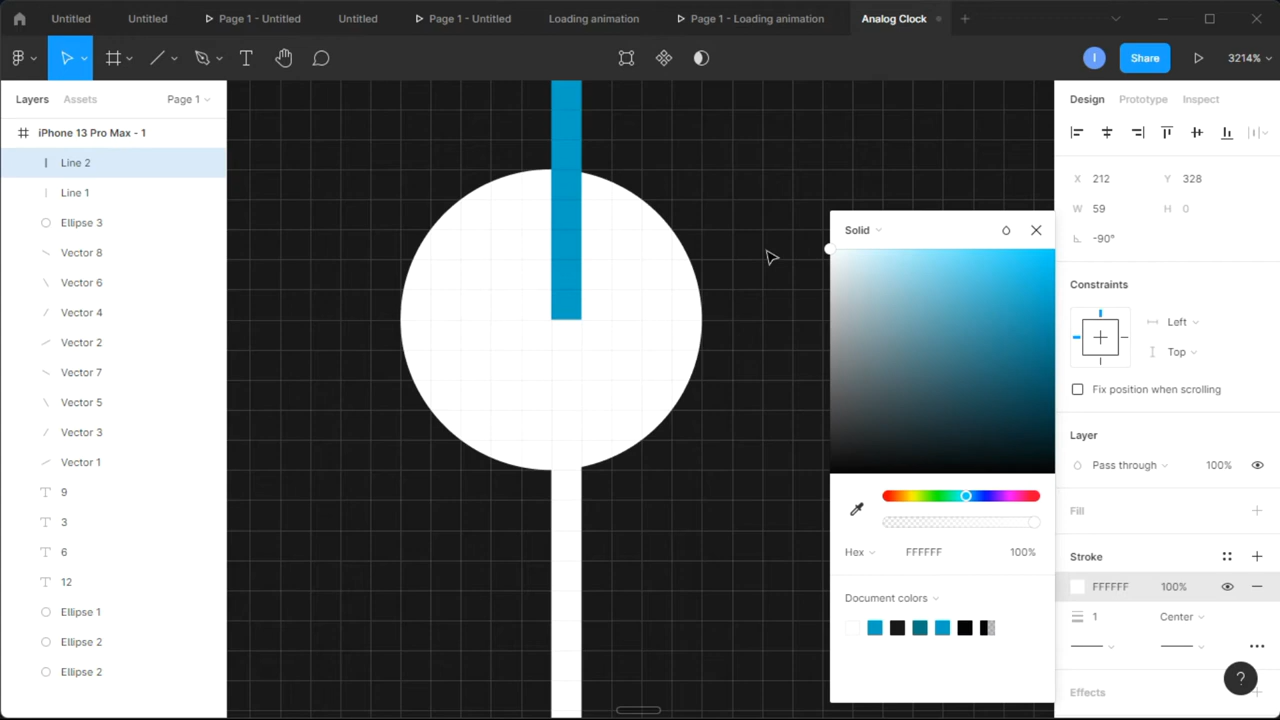 Untitled
Untitled
Page 1 - Untitled
Untitled
Page 1 - Untitled
Loading animation
Page 1 - Loading animation
Analog Clock
T
I
Share
3214%
Layers
Assets
Page 1
iPhone 13 Pro Max - 1
Line 2
Line 1
Ellipse 3
Vector 8
Vector 6
Vector 4
Vector 2
Vector 7
Vector 5
Vector 3
Vector 1
T 9
T 3
T 6
T 12
Ellipse 1
Ellipse 2
Ellipse 2
Solid
Hex FFFFFF 100%
Document colors
Design
Prototype
Inspect
X 212 Y 328
W 59 H 0
-90°
Constraints
Left
Top
Fix position when scrolling
Layer
Pass through 100%
Fill
Stroke
FFFFFF 100%
1 Center
Effects
?